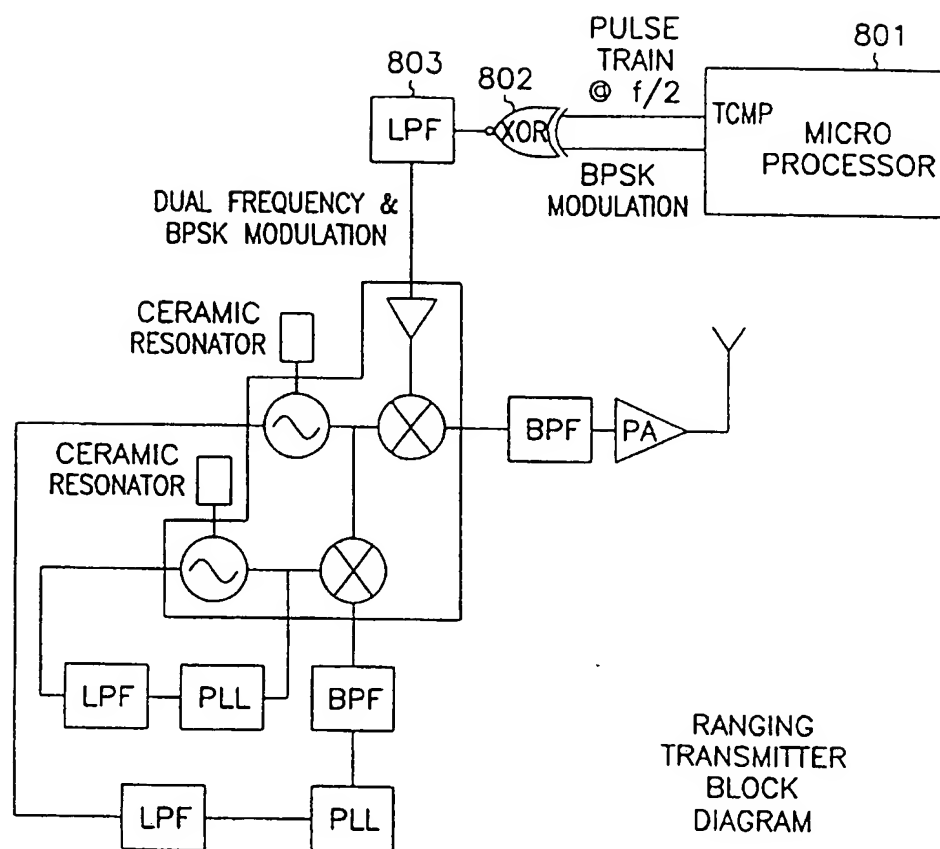 PULSE
TRAIN
@ f/2
801
803
802
LPF
XOR
TCMP
MICRO
PROCESSOR
BPSK
MODULATION
DUAL FREQUENCY &
BPSK MODULATION
CERAMIC
RESONATOR
BPF
PA
CERAMIC
RESONATOR
LPF
PLL
BPF
LPF
PLL
RANGING
TRANSMITTER
BLOCK
DIAGRAM